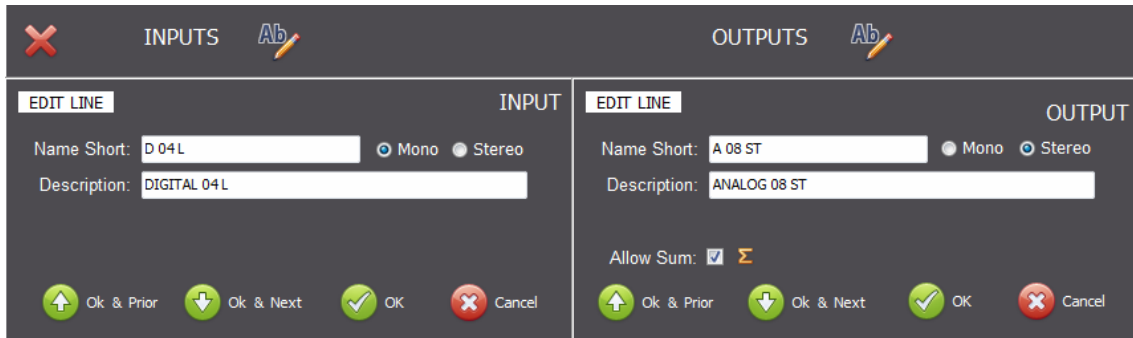 INPUTS Ab
OUTPUTS Ab
EDIT LINE
INPUT
Name Short: D 04 L Mono Stereo
Description: DIGITAL 04 L
Ok & Prior Ok & Next OK Cancel
EDIT LINE
OUTPUT
Name Short: A 08 ST Mono Stereo
Description: ANALOG 08 ST
Allow Sum: Σ
Ok & Prior Ok & Next OK Cancel